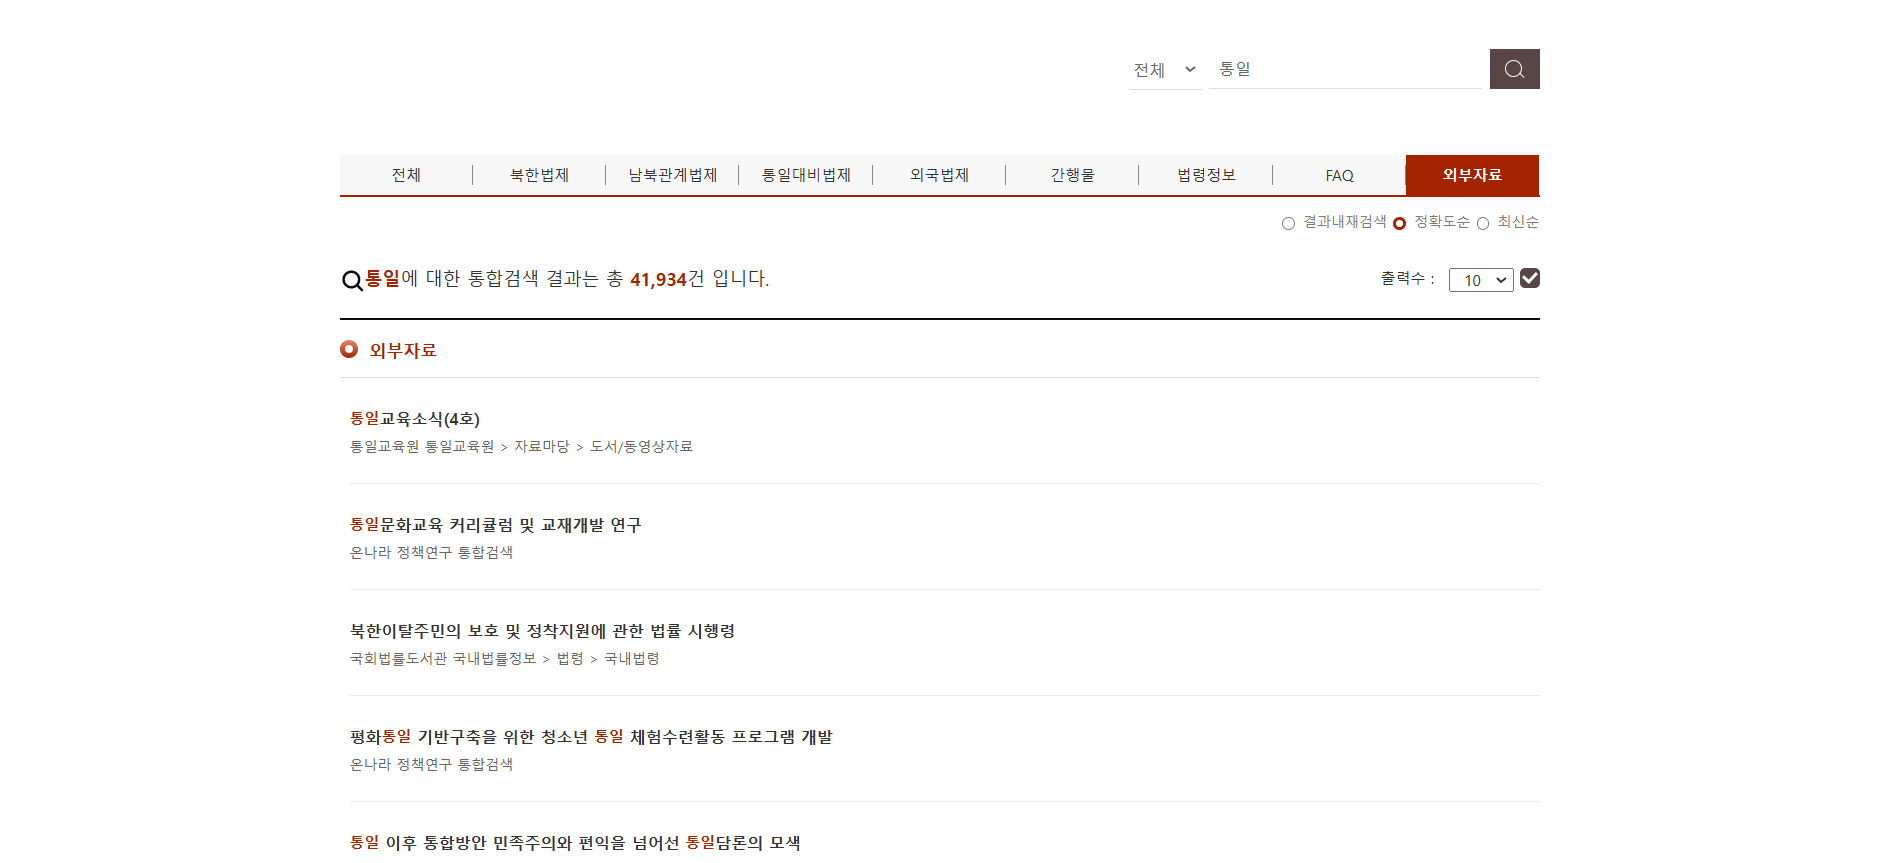 전체 통일
전체 북한법제 남북관계법제 통일대비법제 외국법제 간행물 법령정보 FAQ 외부자료
결과내재검색 정확도순 최신순
통일에 대한 통합검색 결과는 총 41,934건 입니다. 출력수 : 10
외부자료
통일교육소식(4호)
통일교육원 통일교육원 > 자료마당 > 도서/동영상자료
통일문화교육 커리큘럼 및 교재개발 연구
온나라 정책연구 통합검색
북한이탈주민의 보호 및 정착지원에 관한 법률 시행령
국회법률도서관 국내법률정보 > 법령 > 국내법령
평화통일 기반구축을 위한 청소년 통일 체험수련활동 프로그램 개발
온나라 정책연구 통합검색
통일 이후 통합방안 민족주의와 편익을 넘어선 통일담론의 모색